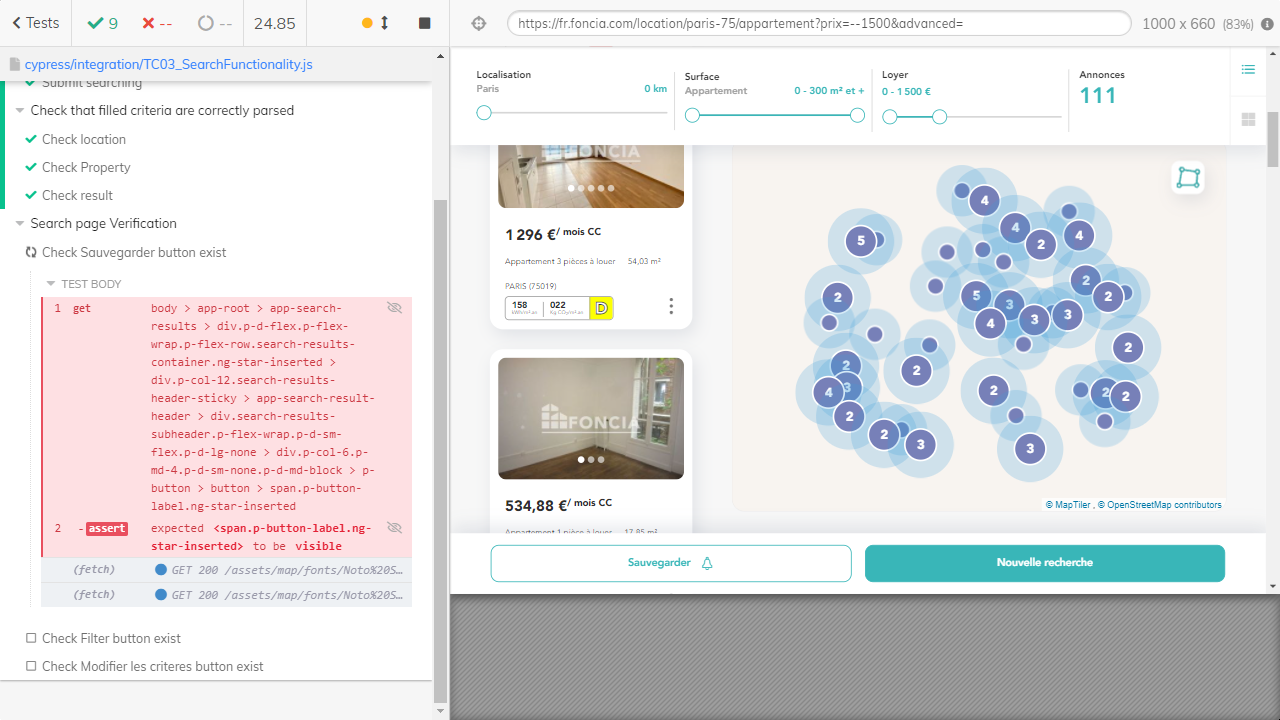 Tests
9
--
--
24.85
https://fr.foncia.com/location/paris-75/appartement?prix=--1500&advanced=
1000 x 660 (83%)
cypress/integration/TC03_SearchFunctionality.js
Submit searching
Check that filled criteria are correctly parsed
Check location
Check Property
Check result
Search page Verification
Check Sauvegarder button exist
TEST BODY
1 get body > app-root > app-search-
results > div.p-d-flex.p-flex-
wrap.p-flex-row.search-results-
container.ng-star-inserted >
div.p-col-12.search-results-
header-sticky > app-search-result-
header > div.search-results-
subheader.p-flex-wrap.p-d-sm-
flex.p-d-lg-none > div.p-col-6.p-
md-4.p-d-sm-none.p-d-md-block > p-
button > button > span.p-button-
label.ng-star-inserted
2 -assert expected <span.p-button-label.ng-
star-inserted> to be visible
(fetch) GET 200 /assets/map/fonts/Noto%20S…
(fetch) GET 200 /assets/map/fonts/Noto%20S…
Check Filter button exist
Check Modifier les criteres button exist
Localisation
Paris 0 km
Surface
Appartement 0 - 300 m² et +
Loyer
0 - 1 500 €
Annonces
111
FONCIA
1 296 €/ mois CC
Appartement 3 pièces à louer 54,03 m²
PARIS (75019)
158 022 D
FONCIA
534,88 €/ mois CC
Appartement 1 pièce à louer 17,85 m²
4
4
4
5
2
2
2
5
2
3
3
3
4
2
2
2
3
4
2
2
2
2
3
3
© MapTiler , © OpenStreetMap contributors
Sauvegarder
Nouvelle recherche